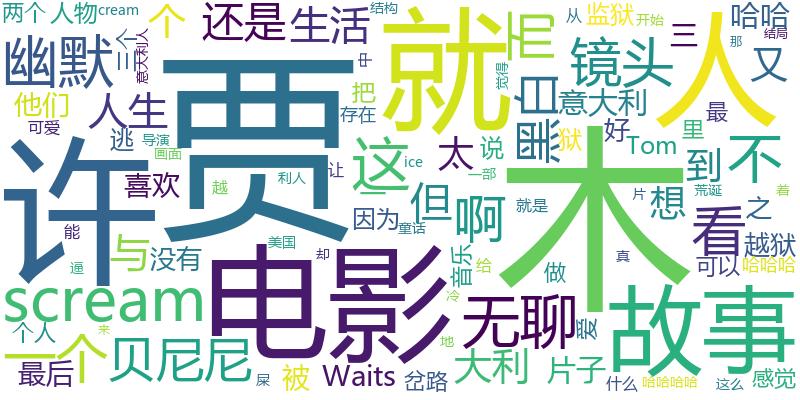 两个 人物 cream 个 还是 生活 就 与 镜头 从 监狱 开始 哈哈
结构 那 结局 三 又
幽默 三个 意大利人 贾 中 觉得 黑白 人
他们 人生 把 存在 意大利 好 最
可爱 逃 导演 画面 狱 里
许 喜欢 越 利人 让 这 ice 太 说 木 Tom 到 不
一部 荒诞 片 着
能 逼 与 没有 美国 因为 童话 但 啊 就是 想 看 之 越狱
却 音乐 给 做 真 可以 哈哈哈
scream 电影 冷 无聊 爱 故事
个人 来 地
一个 贝尼尼 最后 屎 被 Waits 岔路 大利 片子 什么 哈哈哈哈 这么 感觉